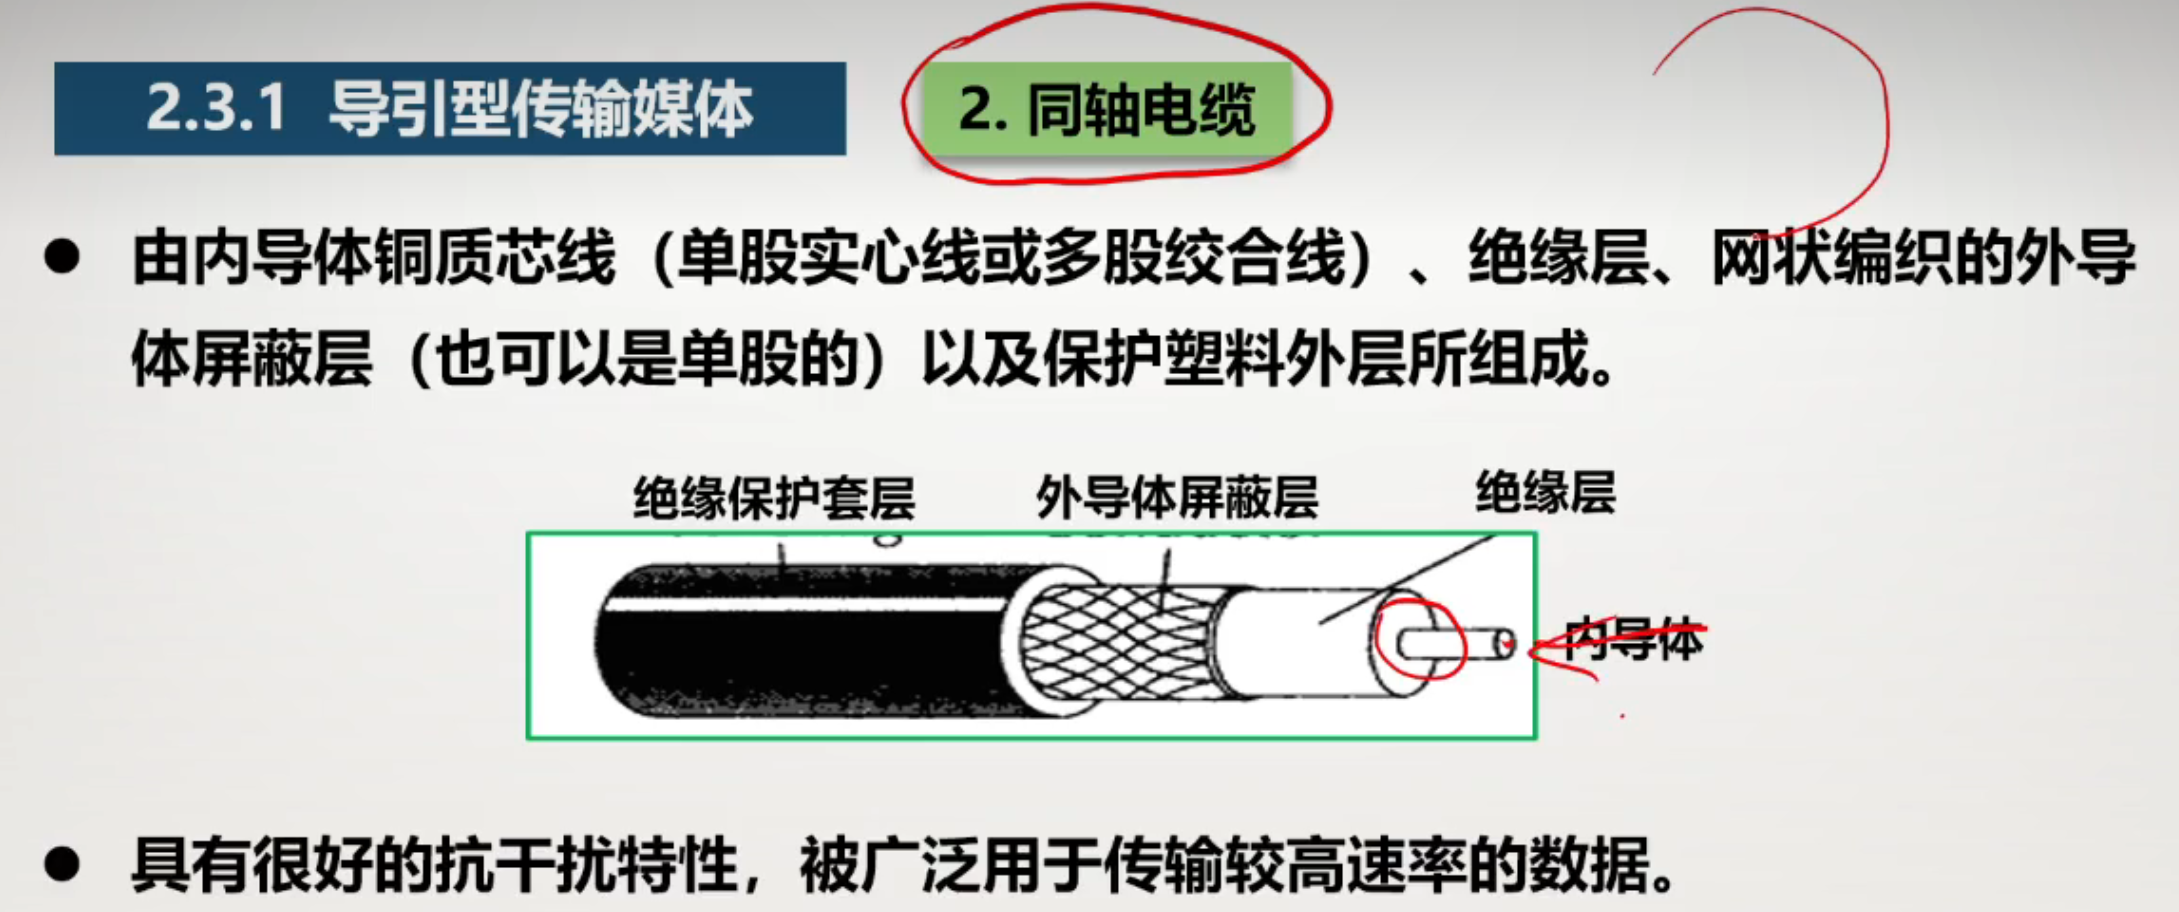 2.3.1 导引型传输媒体
2. 同轴电缆
● 由内导体铜质芯线（单股实心线或多股绞合线）、绝缘层、网状编织的外导
体屏蔽层（也可以是单股的）以及保护塑料外层所组成。
绝缘保护套层
外导体屏蔽层
绝缘层
内导体
● 具有很好的抗干扰特性，被广泛用于传输较高速率的数据。